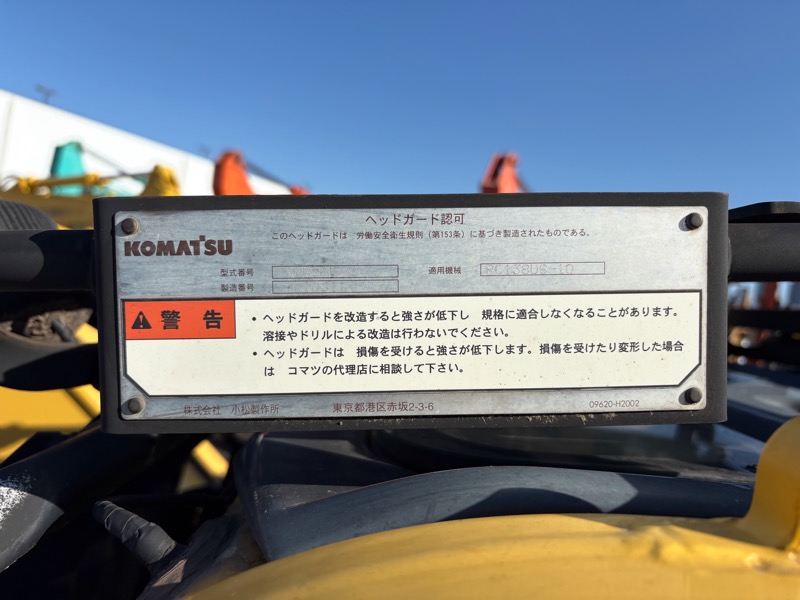 ヘッドガード認可
このヘッドガードは 労働安全衛生規則（第153条）に基づき製造されたものである。
KOMATSU
型式番号
適用機械 PC138US-10
製造番号
警告
・ヘッドガードを改造すると強さが低下し 規格に適合しなくなることがあります。
溶接やドリルによる改造は行わないでください。
・ヘッドガードは 損傷を受けると強さが低下します。損傷を受けたり変形した場合
は コマツの代理店に相談して下さい。
株式会社 小松製作所 東京都港区赤坂2-3-6 09620-H2002